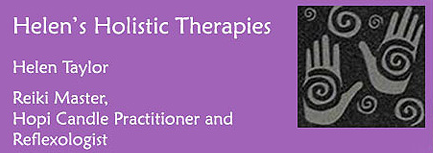 Helen's Holistic Therapies
Helen Taylor
Reiki Master,
Hopi Candle Practitioner and
Reflexologist